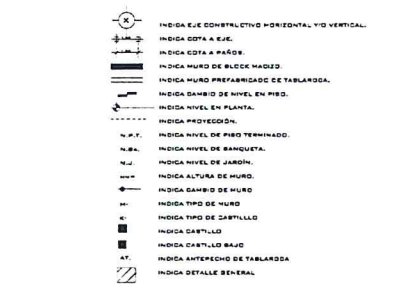 X INDICA EJE CONSTRUCTIVO HORIZONTAL Y/O VERTICAL.
INDICA COTA A EJE.
INDICA COTA A PAÑOS.
INDICA MURO DE BLOCK MACIZO.
INDICA MURO PREFABRICADO DE TABLAROCA.
INDICA CAMBIO DE NIVEL EN PISO.
INDICA NIVEL EN PLANTA.
INDICA PROYECCIÓN.
N.P.T. INDICA NIVEL DE PISO TERMINADO.
N.BA. INDICA NIVEL DE BANQUETA.
N.J. INDICA NIVEL DE JARDÍN.
INDICA ALTURA DE MURO.
INDICA CAMBIO DE MURO
M- INDICA TIPO DE MURO
K- INDICA TIPO DE CASTILLLO
INDICA CASTILLO
INDICA CASTILLO BAJO
AT. INDICA ANTEPECHO DE TABLAROCA
INDICA DETALLE GENERAL